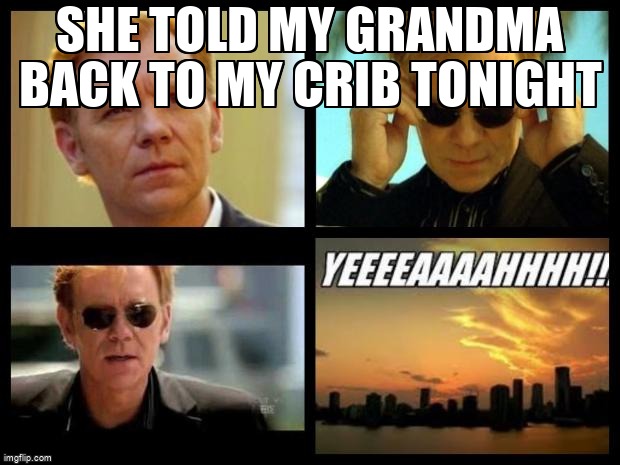 SHE TOLD MY GRANDMA
BACK TO MY CRIB TONIGHT
YEEEEAAAAHHHH!!
imgflip.com